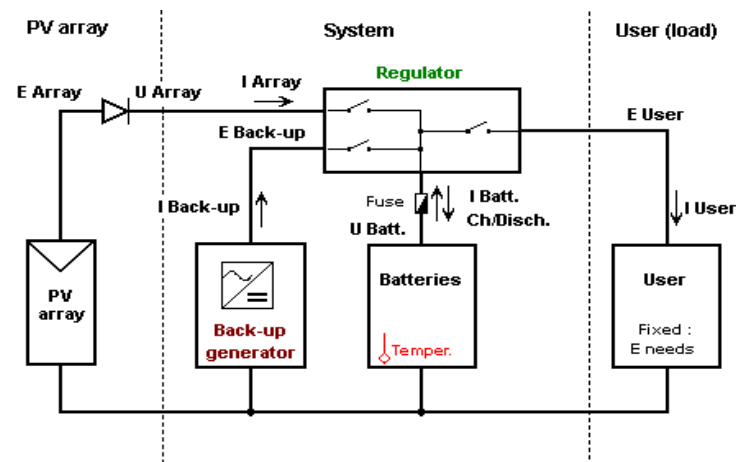 PV array
System
User (load)
Regulator
E Array
U Array
I Array
E Back-up
E User
I Back-up
Fuse
I Batt.
Ch/Disch.
U Batt.
I User
PV
array
Back-up
generator
Batteries
Temper.
User
Fixed :
E needs